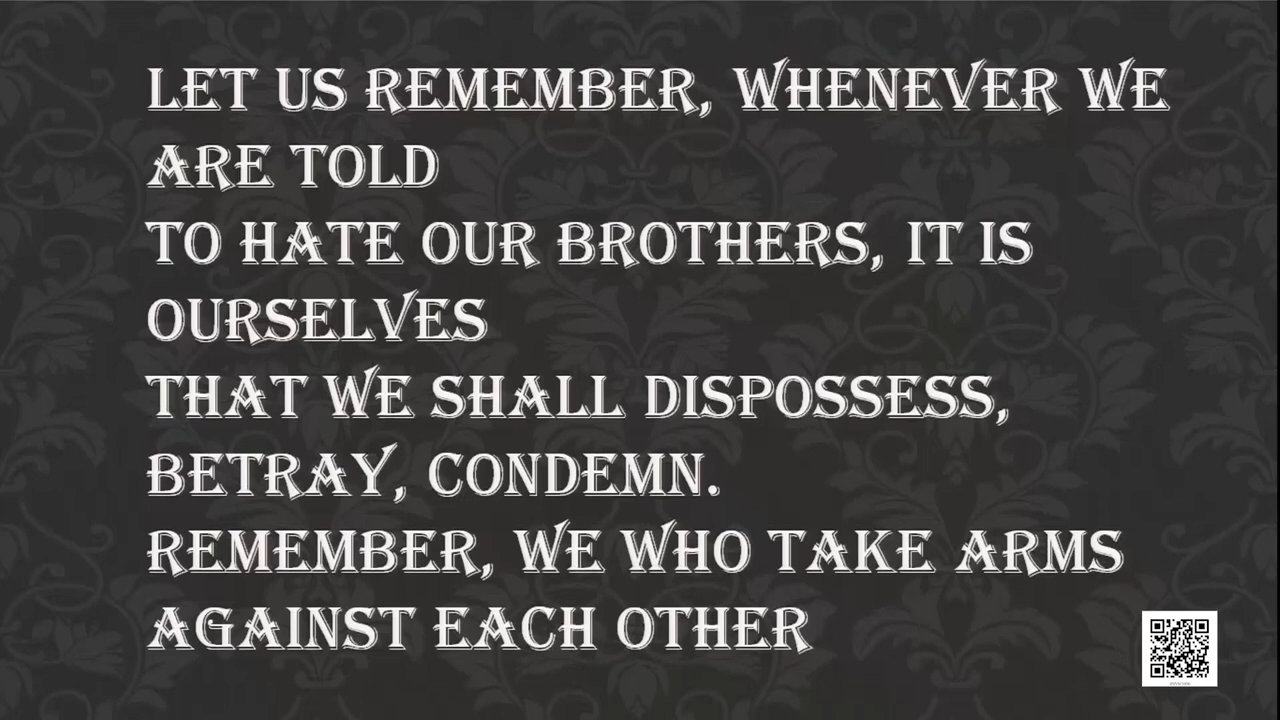 LET US REMEMBER, WHENEVER WE
ARE TOLD
TO HATE OUR BROTHERS, IT IS
OURSELVES
THAT WE SHALL DISPOSSESS,
BETRAY, CONDEMN.
REMEMBER, WE WHO TAKE ARMS
AGAINST EACH OTHER